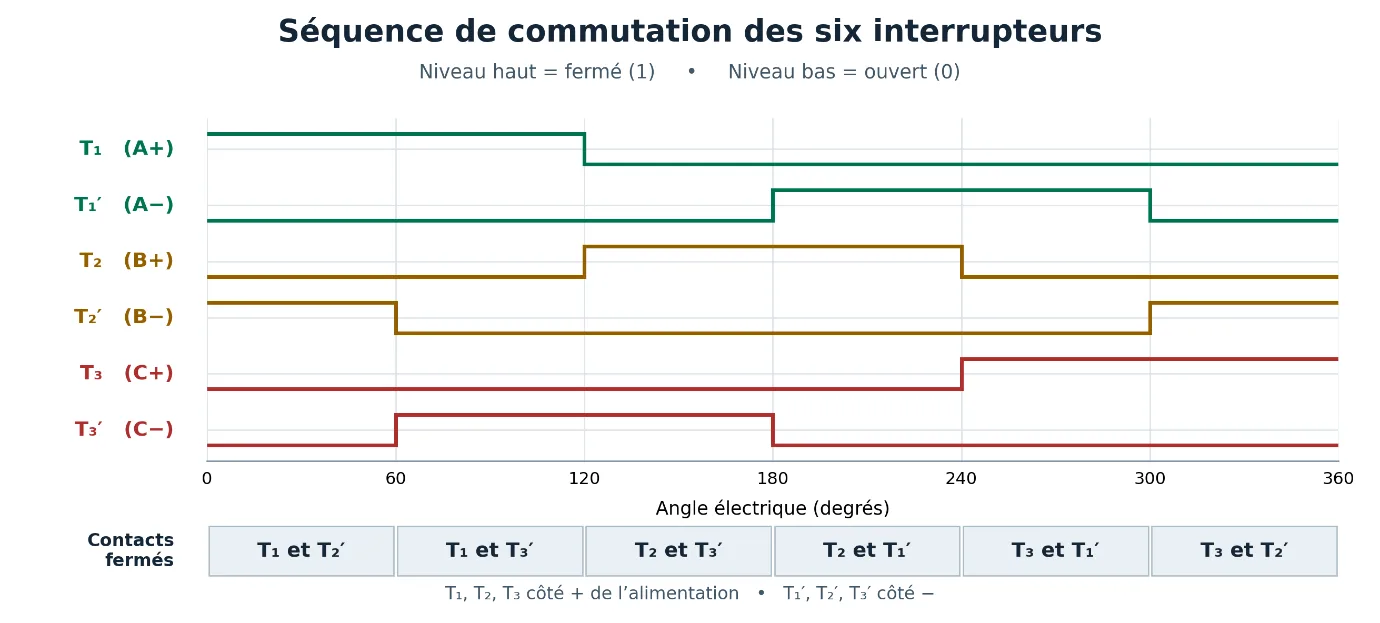 Séquence de commutation des six interrupteurs
Niveau haut = fermé (1) • Niveau bas = ouvert (0)
T₁ (A+)
T₁′ (A−)
T₂ (B+)
T₂′ (B−)
T₃ (C+)
T₃′ (C−)
0 60 120 180 240 300 360
Angle électrique (degrés)
Contacts fermés
T₁ et T₂′ T₁ et T₃′ T₂ et T₃′ T₂ et T₁′ T₃ et T₁′ T₃ et T₂′
T₁, T₂, T₃ côté + de l’alimentation • T₁′, T₂′, T₃′ côté −